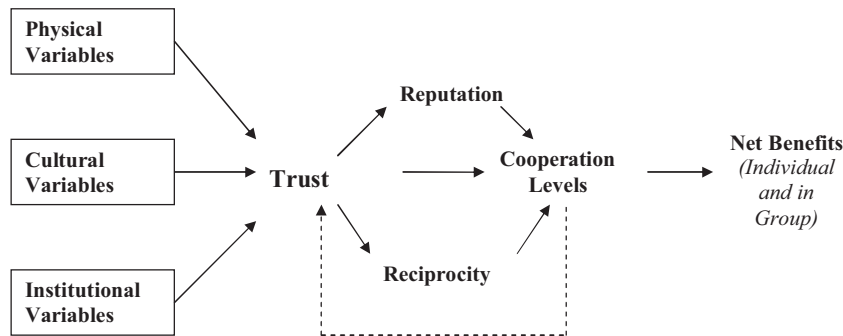 Physical
Variables
Cultural
Variables
Institutional
Variables
Trust
Reputation
Reciprocity
Cooperation
Levels
Net Benefits
(Individual
and in
Group)